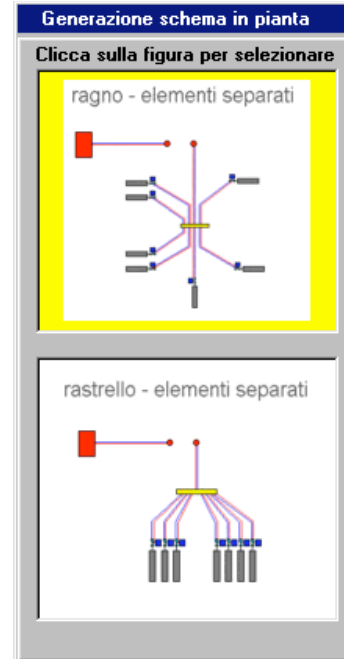 Generazione schema in pianta
Clicca sulla figura per selezionare
ragno - elementi separati
rastrello - elementi separati